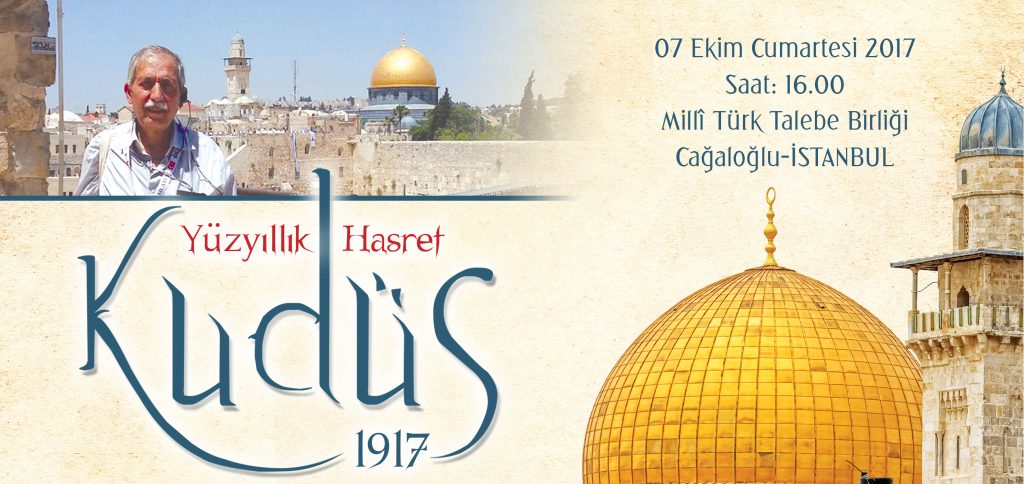 07 Ekim Cumartesi 2017
Saat: 16.00
Millî Türk Talebe Birliği
Cağaloğlu-İSTANBUL
Yüzyıllık Hasret
Kudüs
1917